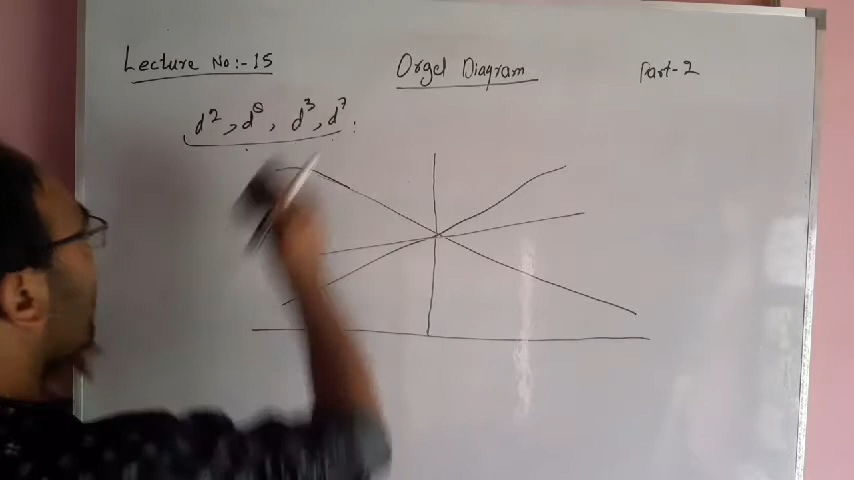 Lecture No:- 15
Orgel Diagram
Part-2
d², d⁸, d³, d⁷ :